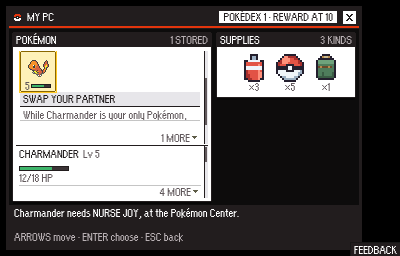 MY PC
POKÉDEX 1 · REWARD AT 10
X
POKÉMON
1 STORED
5
SWAP YOUR PARTNER
While Charmander is your only Pokémon,
1 MORE
CHARMANDER Lv 5
12/18 HP
4 MORE
SUPPLIES
3 KINDS
×3
×5
×1
Charmander needs NURSE JOY, at the Pokémon Center.
ARROWS move · ENTER choose · ESC back
FEEDBACK